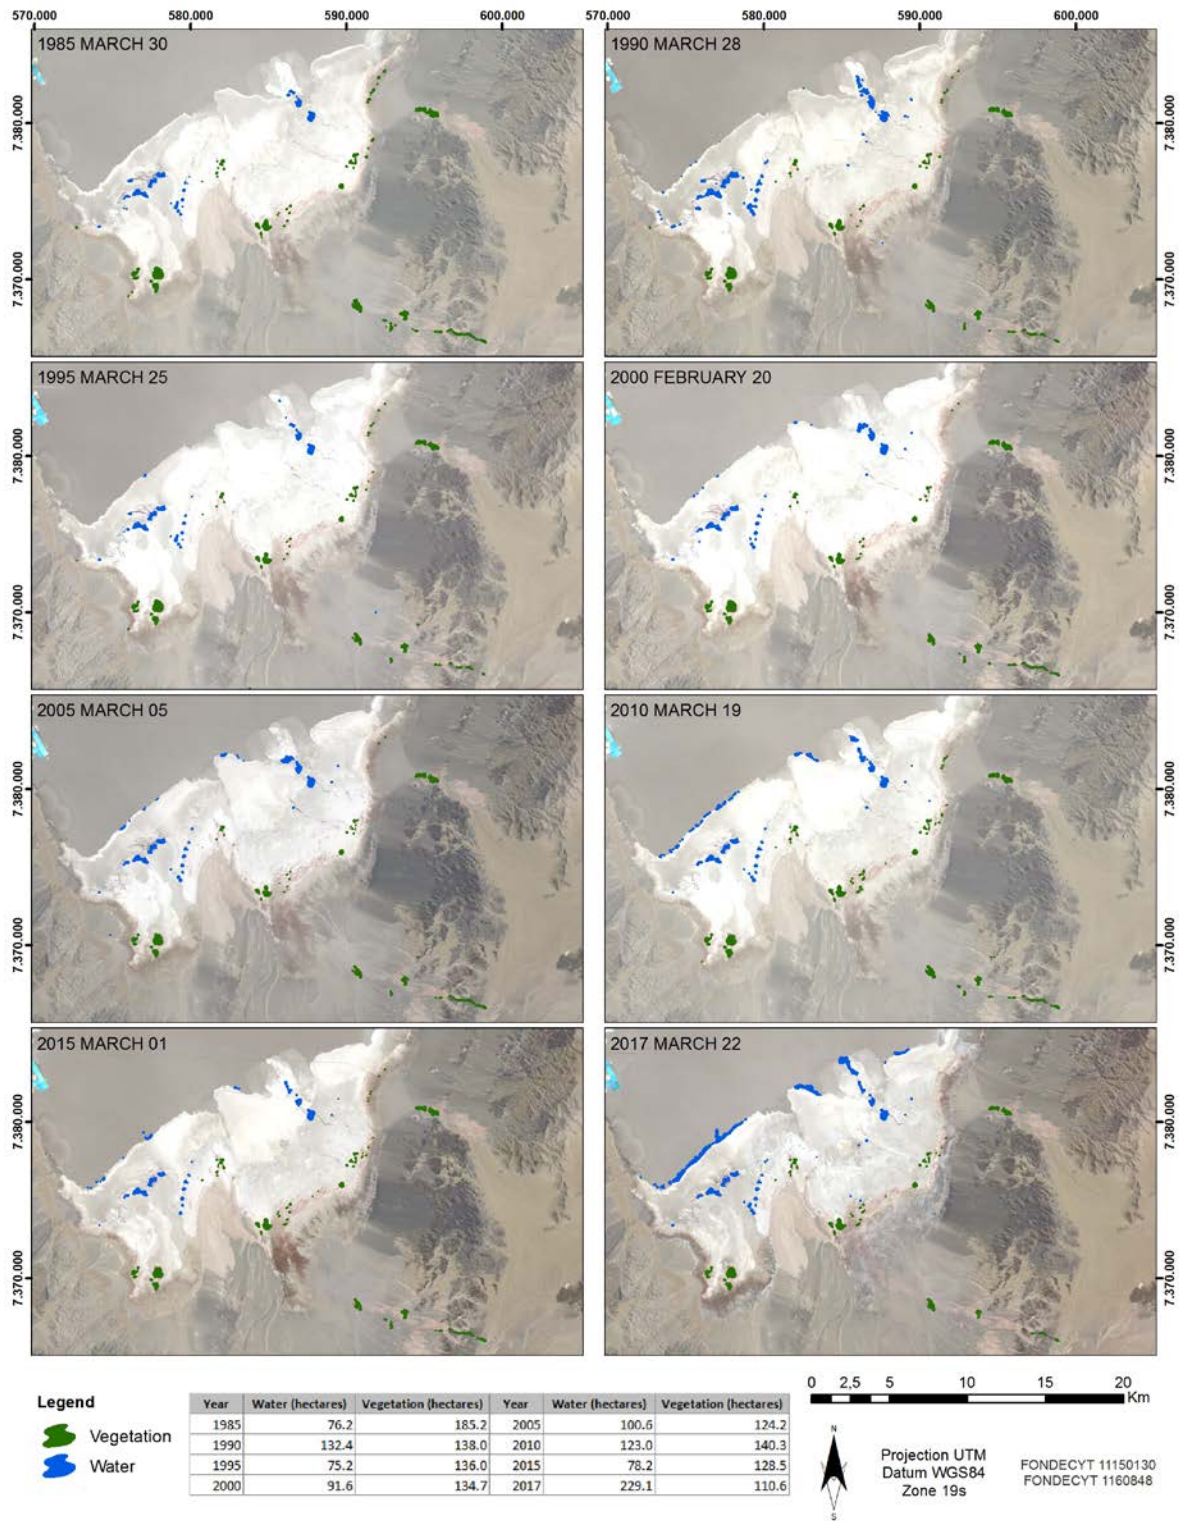 570.000 580.000 590.000 600.000 570.000 580.000 590.000 600.000
1985 MARCH 30
1990 MARCH 28
7.380.000
7.370.000
7.380.000
7.370.000
1995 MARCH 25
2000 FEBRUARY 20
7.380.000
7.370.000
7.380.000
7.370.000
2005 MARCH 05
2010 MARCH 19
7.380.000
7.370.000
7.380.000
7.370.000
2015 MARCH 01
2017 MARCH 22
7.380.000
7.370.000
7.380.000
7.370.000
Legend
Vegetation
Water
Year Water (hectares) Vegetation (hectares) Year Water (hectares) Vegetation (hectares)
1985 76.2 185.2 2005 100.6 124.2
1990 132.4 138.0 2010 123.0 140.3
1995 75.2 136.0 2015 78.2 128.5
2000 91.6 134.7 2017 229.1 110.6
0 2,5 5 10 15 20
Km
N
S
Projection UTM
Datum WGS84
Zone 19s
FONDECYT 11150130
FONDECYT 1160848